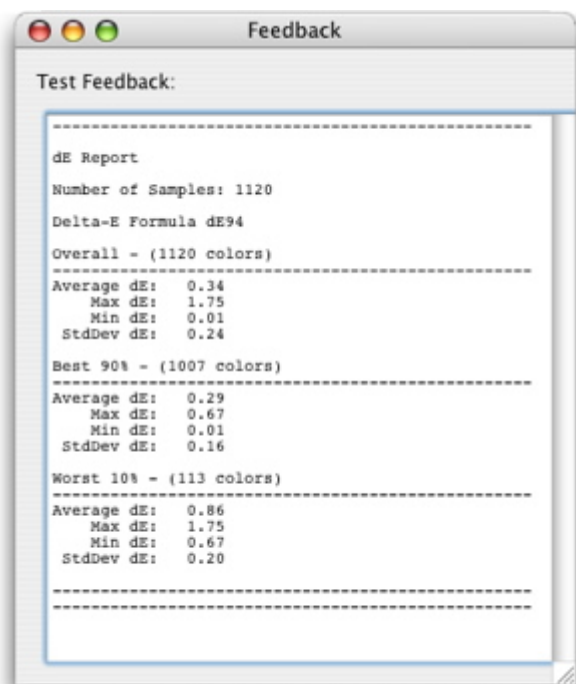 Feedback
Test Feedback:
--------------------------------------------------
dE Report
Number of Samples: 1120
Delta-E Formula dE94
Overall - (1120 colors)
--------------------------------------------------
Average dE: 0.34
Max dE: 1.75
Min dE: 0.01
StdDev dE: 0.24
Best 90% - (1007 colors)
--------------------------------------------------
Average dE: 0.29
Max dE: 0.67
Min dE: 0.01
StdDev dE: 0.16
Worst 10% - (113 colors)
--------------------------------------------------
Average dE: 0.86
Max dE: 1.75
Min dE: 0.67
StdDev dE: 0.20
--------------------------------------------------
--------------------------------------------------